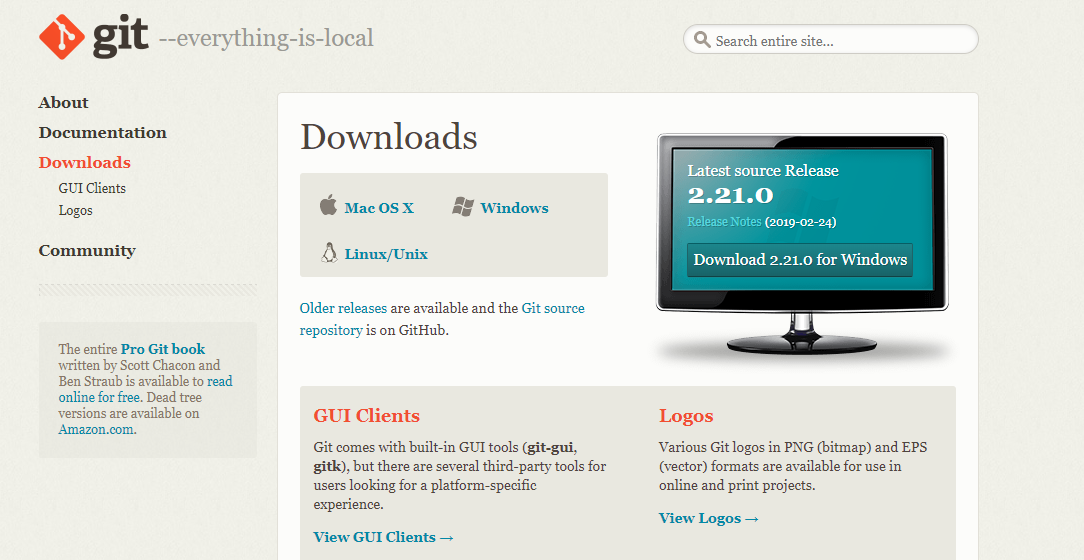 git --everything-is-local
Search entire site...
About
Documentation
Downloads
GUI Clients
Logos
Community
The entire Pro Git book
written by Scott Chacon and
Ben Straub is available to read
online for free. Dead tree
versions are available on
Amazon.com.
Downloads
Mac OS X
Windows
Linux/Unix
Older releases are available and the Git source
repository is on GitHub.
Latest source Release
2.21.0
Release Notes (2019-02-24)
Download 2.21.0 for Windows
GUI Clients
Git comes with built-in GUI tools (git-gui,
gitk), but there are several third-party tools for
users looking for a platform-specific
experience.
View GUI Clients →
Logos
Various Git logos in PNG (bitmap) and EPS
(vector) formats are available for use in
online and print projects.
View Logos →